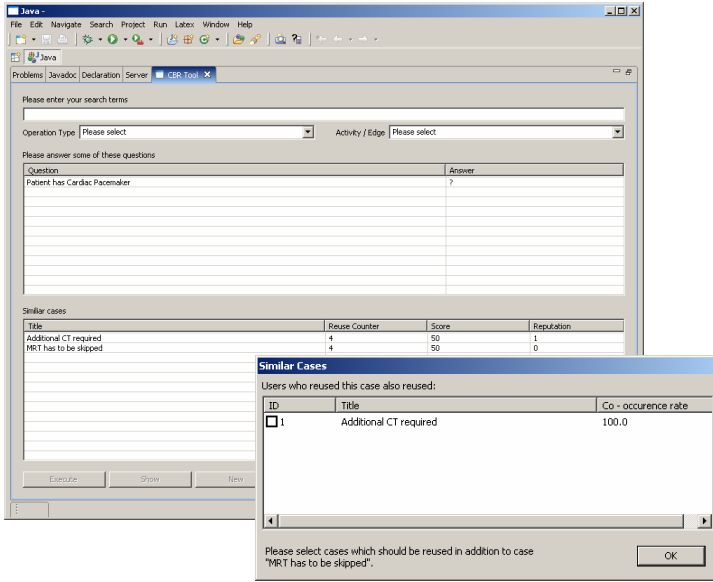 Java -
File Edit Navigate Search Project Run Latex Window Help
Java
Problems Javadoc Declaration Server CBR Tool
Please enter your search terms
Operation Type Please select Activity / Edge Please select
Please answer some of these questions
Question Answer
Patient has Cardiac Pacemaker ?
Similiar cases
Title Reuse Counter Score Reputation
Additional CT required 4 50 1
MRT has to be skipped 4 50 0
Execute Show New
Similar Cases
Users who reused this case also reused:
ID Title Co - occurence rate
1 Additional CT required 100.0
Please select cases which should be reused in addition to case
"MRT has to be skipped".
OK